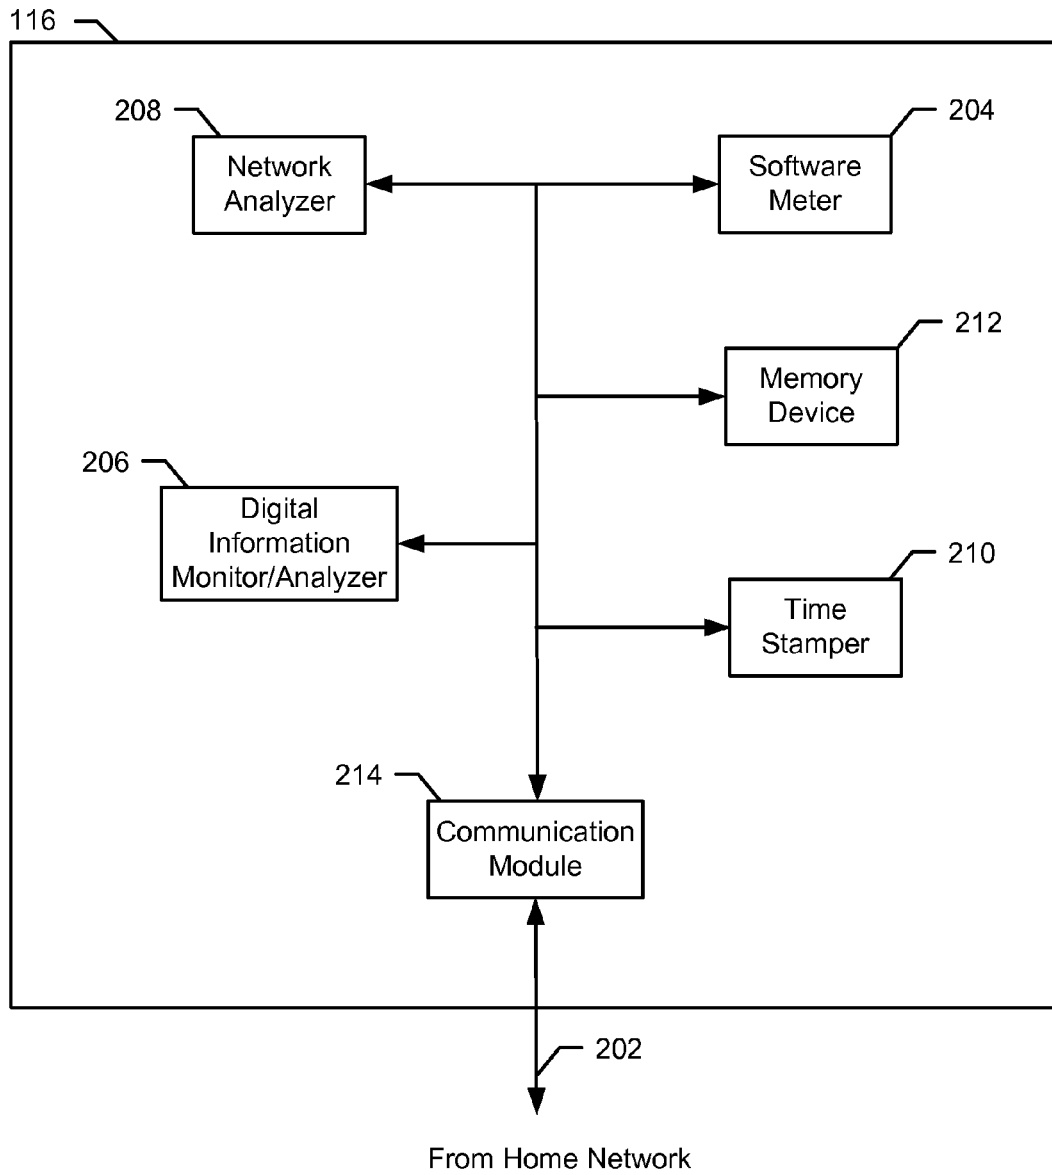 116
208
Network
Analyzer
204
Software
Meter
212
Memory
Device
206
Digital
Information
Monitor/Analyzer
210
Time
Stamper
214
Communication
Module
202
From Home Network